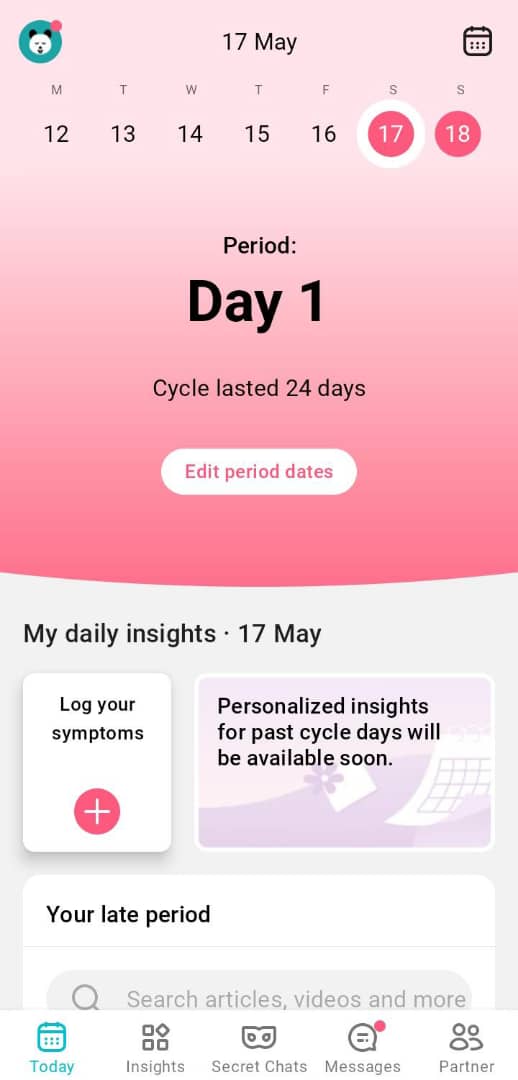 17 May
M T W T F S S
12 13 14 15 16 17 18
Period:
Day 1
Cycle lasted 24 days
Edit period dates
My daily insights · 17 May
Log your
symptoms
Personalized insights
for past cycle days will
be available soon.
Your late period
Search articles, videos and more
Today Insights Secret Chats Messages Partner